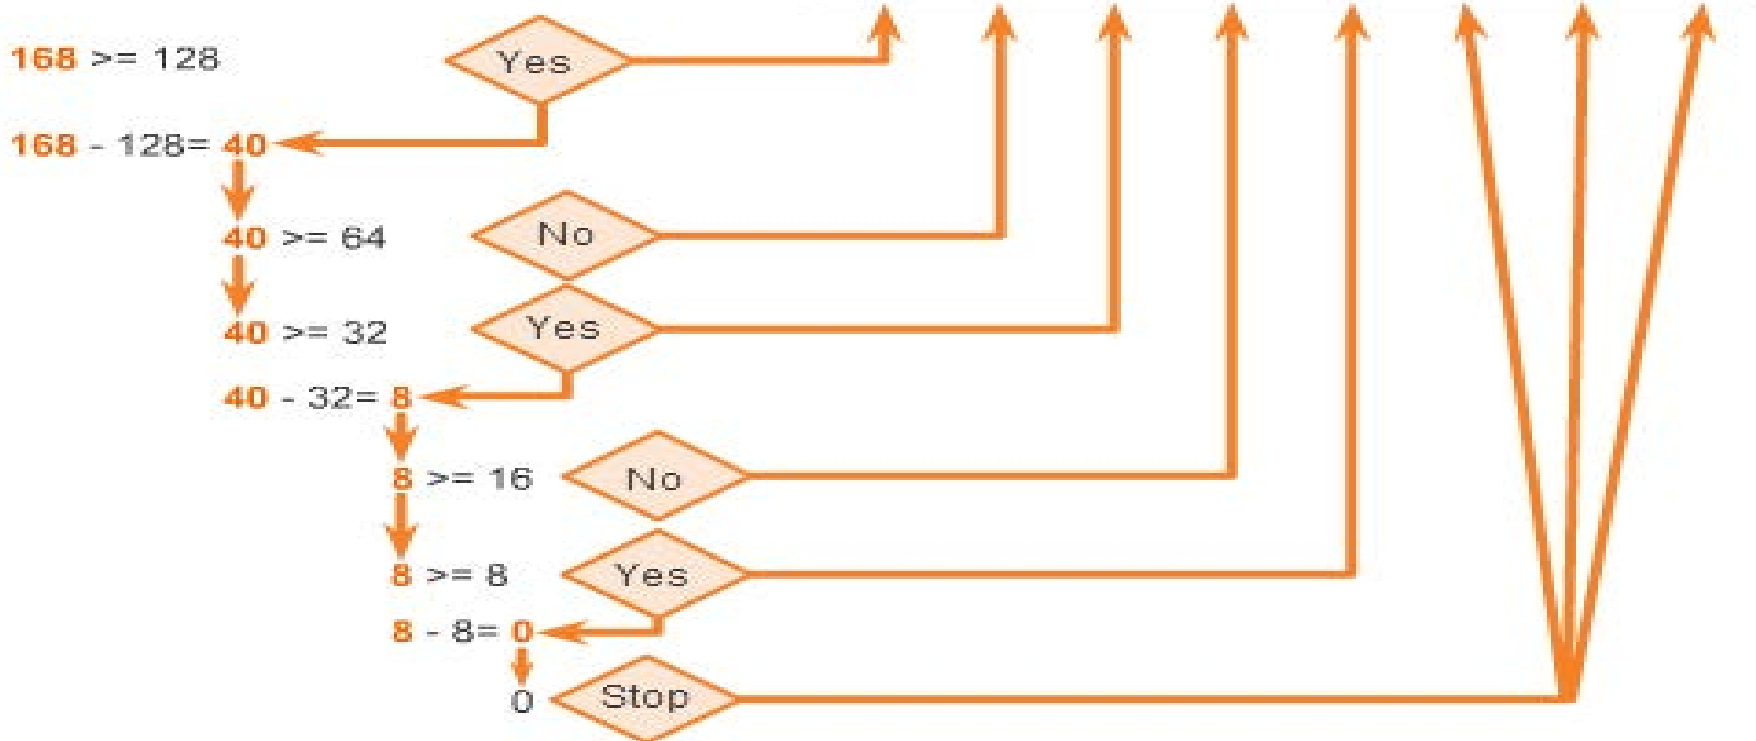 168 >= 128 Yes
168 - 128= 40
40 >= 64 No
40 >= 32 Yes
40 - 32= 8
8 >= 16 No
8 >= 8 Yes
8 - 8= 0
0 Stop